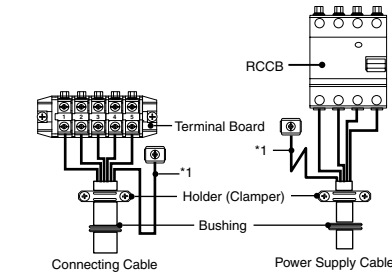 RCCB
1 2 3 4 5
Terminal Board
*1
*1
Holder (Clamper)
Bushing
Connecting Cable
Power Supply Cable